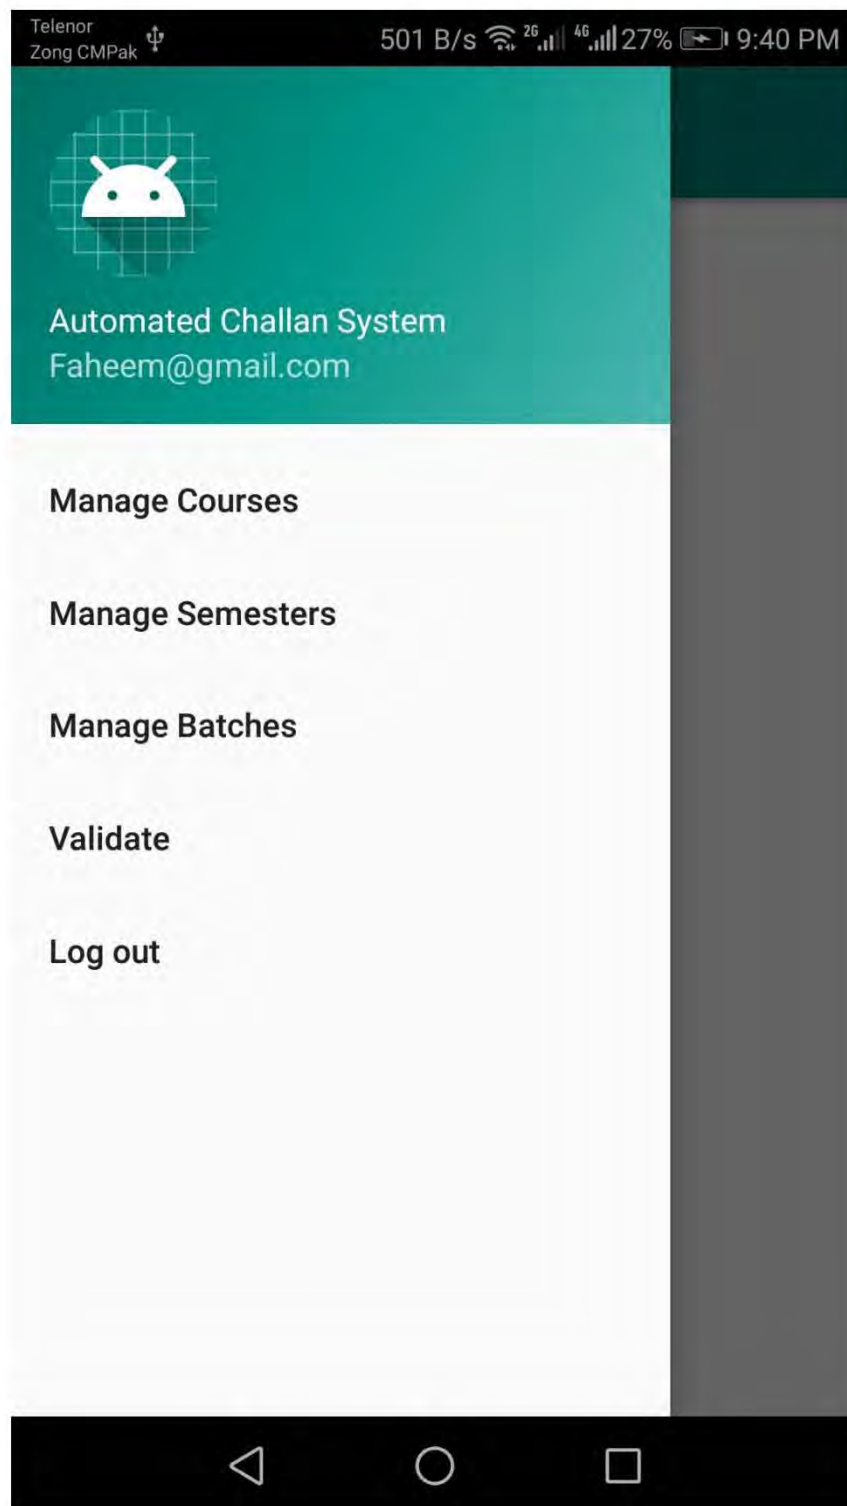 Telenor
Zong CMPak
501 B/s 2G 4G 27% 9:40 PM
Automated Challan System
Faheem@gmail.com
Manage Courses
Manage Semesters
Manage Batches
Validate
Log out